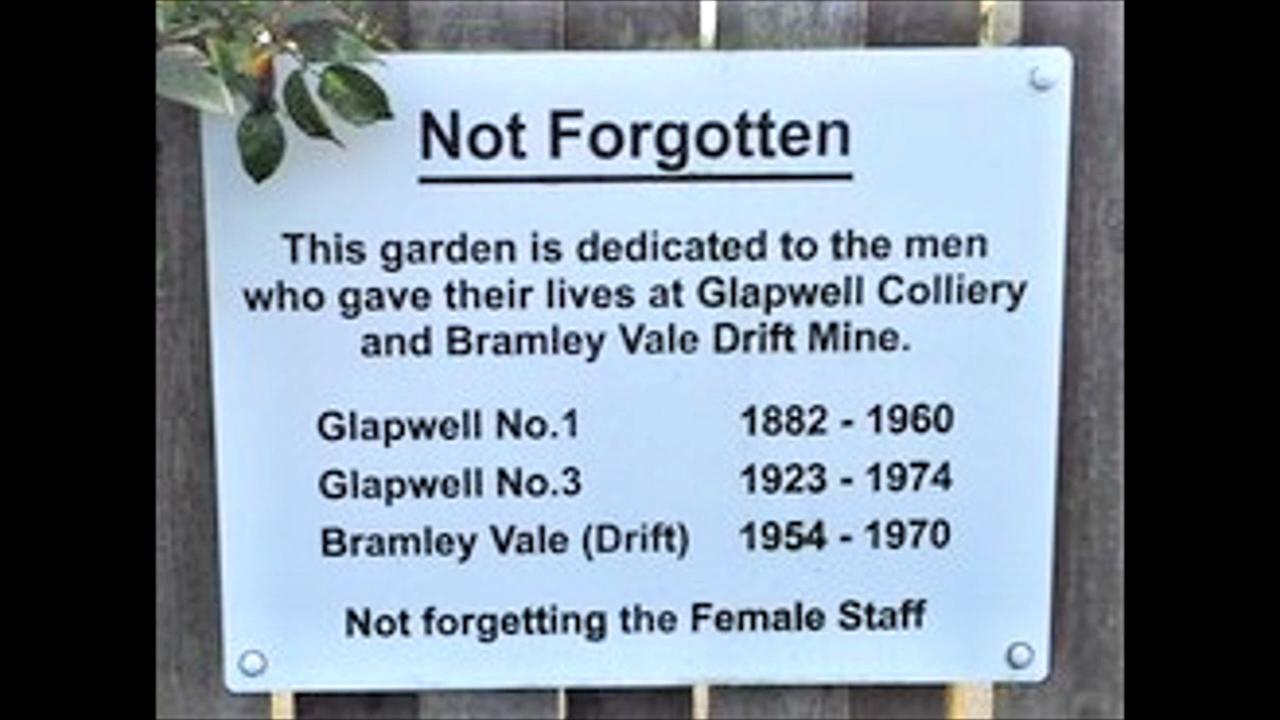 Not Forgotten
This garden is dedicated to the men
who gave their lives at Glapwell Colliery
and Bramley Vale Drift Mine.
Glapwell No.1 1882 - 1960
Glapwell No.3 1923 - 1974
Bramley Vale (Drift) 1954 - 1970
Not forgetting the Female Staff